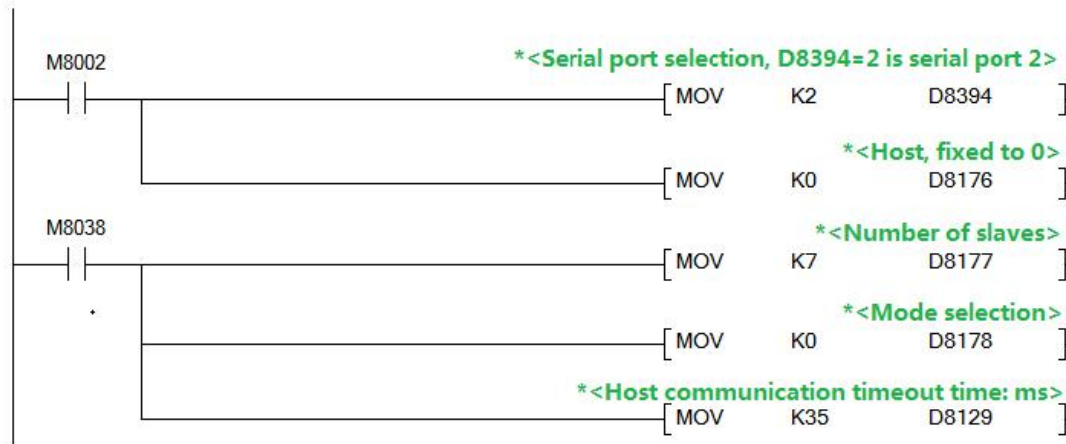 *<Serial port selection, D8394=2 is serial port 2>
M8002
MOV K2 D8394
*<Host, fixed to 0>
MOV K0 D8176
M8038
*<Number of slaves>
MOV K7 D8177
*<Mode selection>
MOV K0 D8178
*<Host communication timeout time: ms>
MOV K35 D8129